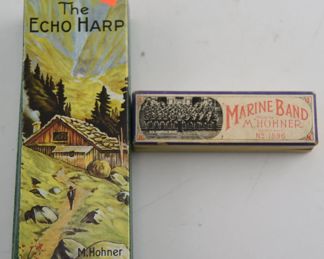 The
ECHO HARP
M. Hohner
MARINE BAND
M. HOHNER
No. 1896